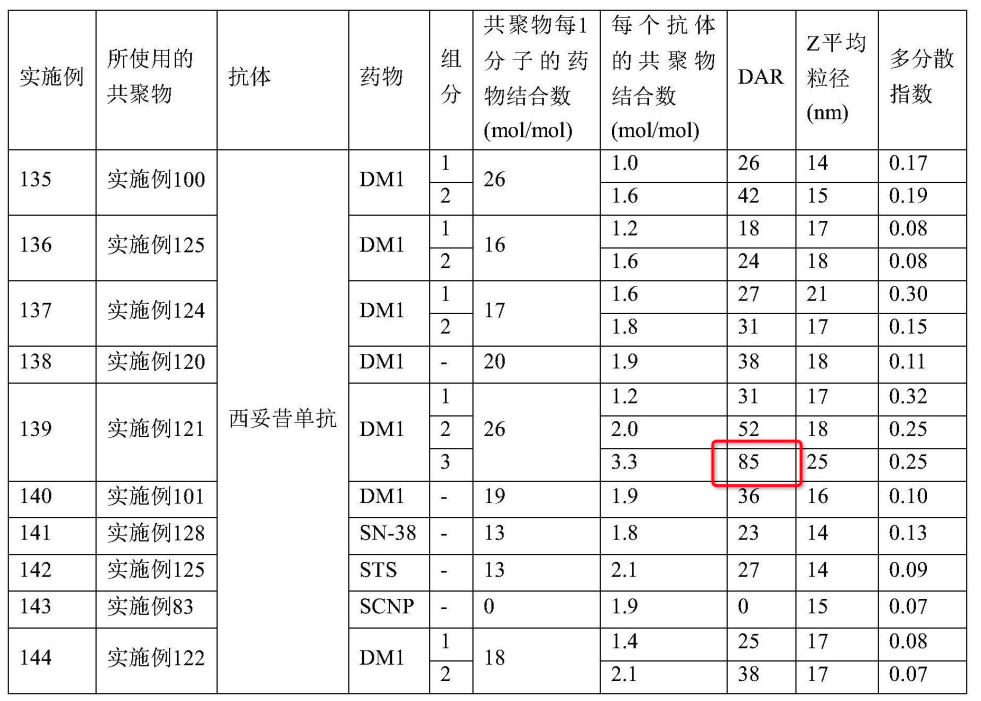 实施例 所使用的共聚物 抗体 药物 组分 共聚物每1分子的药物结合数(mol/mol) 每个抗体的共聚物结合数(mol/mol) DAR Z平均粒径(nm) 多分散指数
135 实施例100 西妥昔单抗 DM1 1 26 1.0 26 14 0.17
2 1.6 42 15 0.19
136 实施例125 DM1 1 16 1.2 18 17 0.08
2 1.6 24 18 0.08
137 实施例124 DM1 1 17 1.6 27 21 0.30
2 1.8 31 17 0.15
138 实施例120 DM1 - 20 1.9 38 18 0.11
139 实施例121 DM1 1 26 1.2 31 17 0.32
2 2.0 52 18 0.25
3 3.3 85 25 0.25
140 实施例101 DM1 - 19 1.9 36 16 0.10
141 实施例128 SN-38 - 13 1.8 23 14 0.13
142 实施例125 STS - 13 2.1 27 14 0.09
143 实施例83 SCNP - 0 1.9 0 15 0.07
144 实施例122 DM1 1 18 1.4 25 17 0.08
2 2.1 38 17 0.07